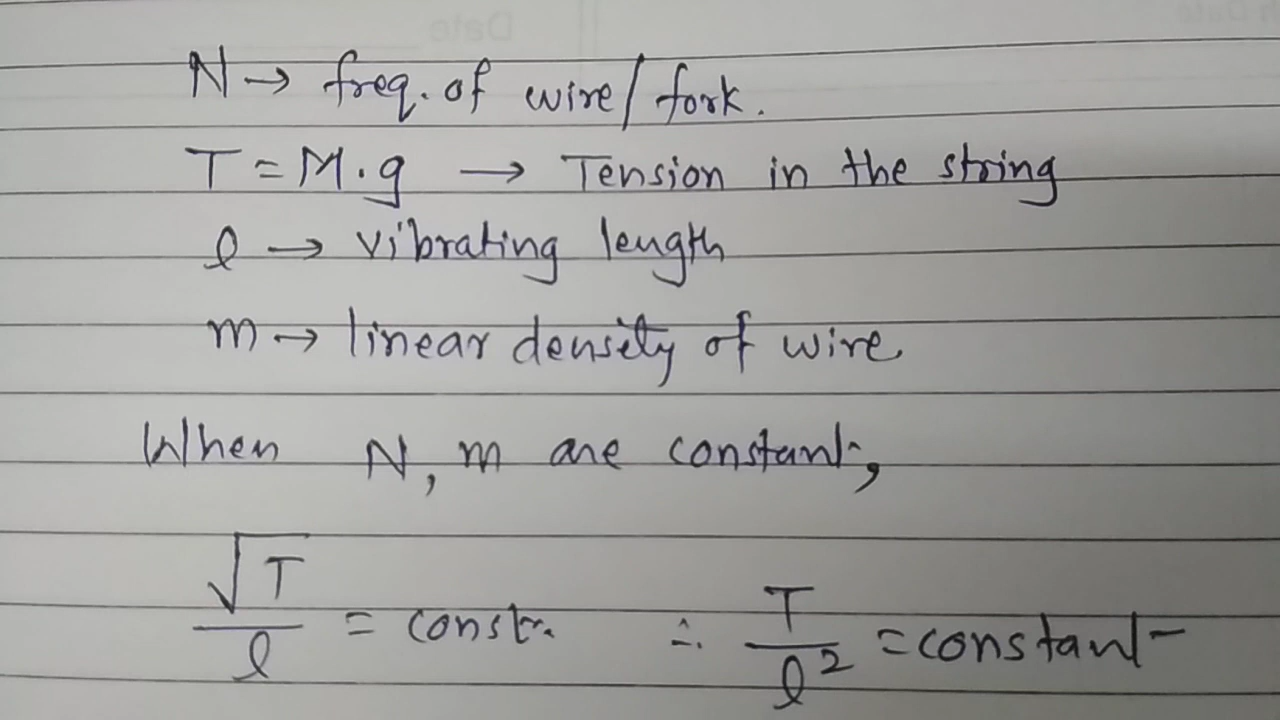 N → freq. of wire/fork.
T = M.g → Tension in the string
l → vibrating length
m → linear density of wire
When N, m are constant,
√T/l = const. ∴ T/l² = constant